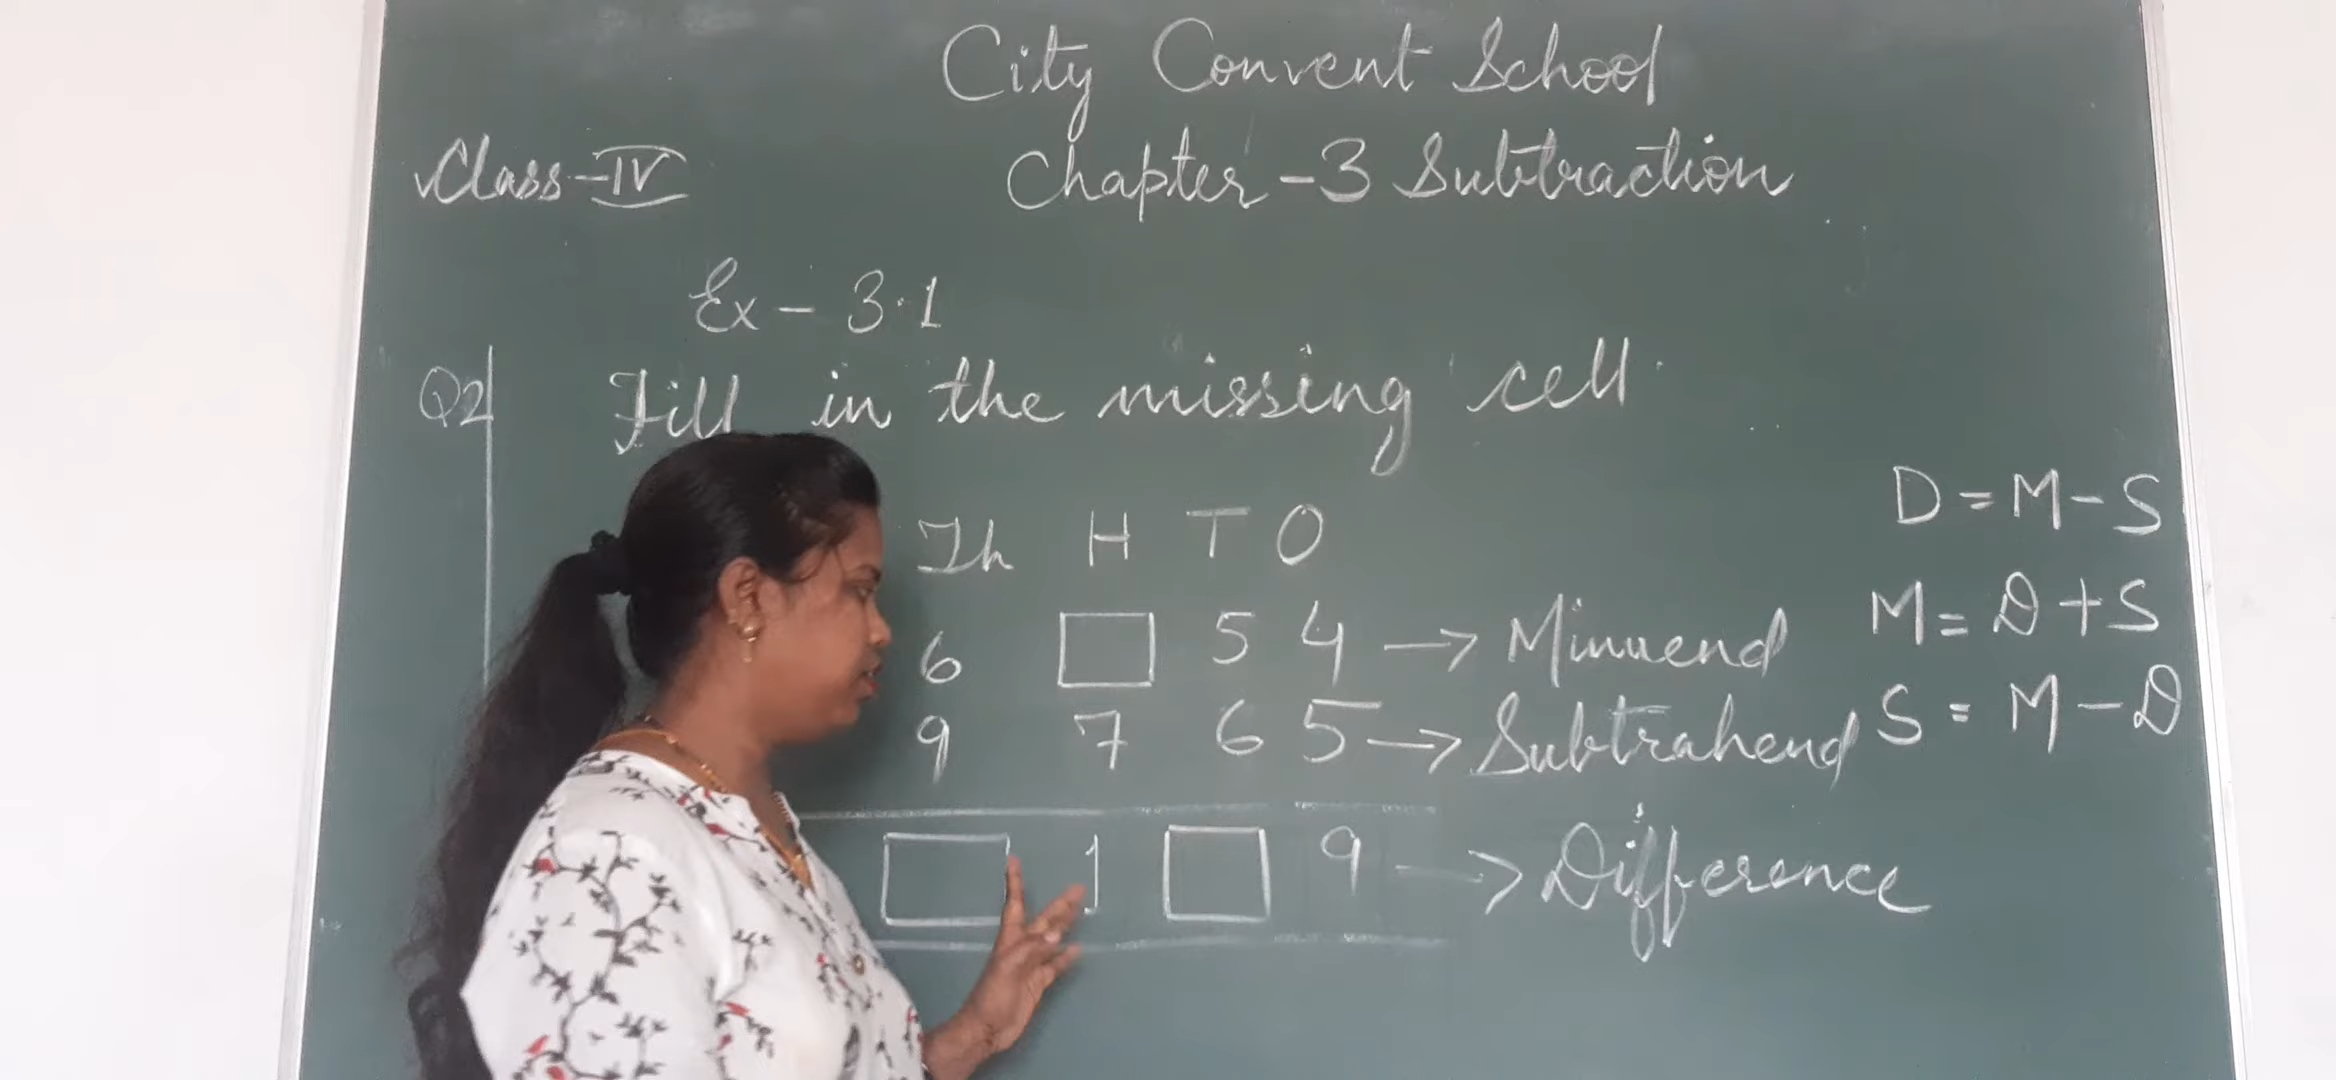 City Convent School
Class-IV Chapter-3 Subtraction
Ex - 3.1
Q2 Fill in the missing cell.
Th H T O
D = M - S
6 5 4 → Minuend
M = D + S
9 7 6 5 → Subtrahend
S = M - D
1 9 → Difference